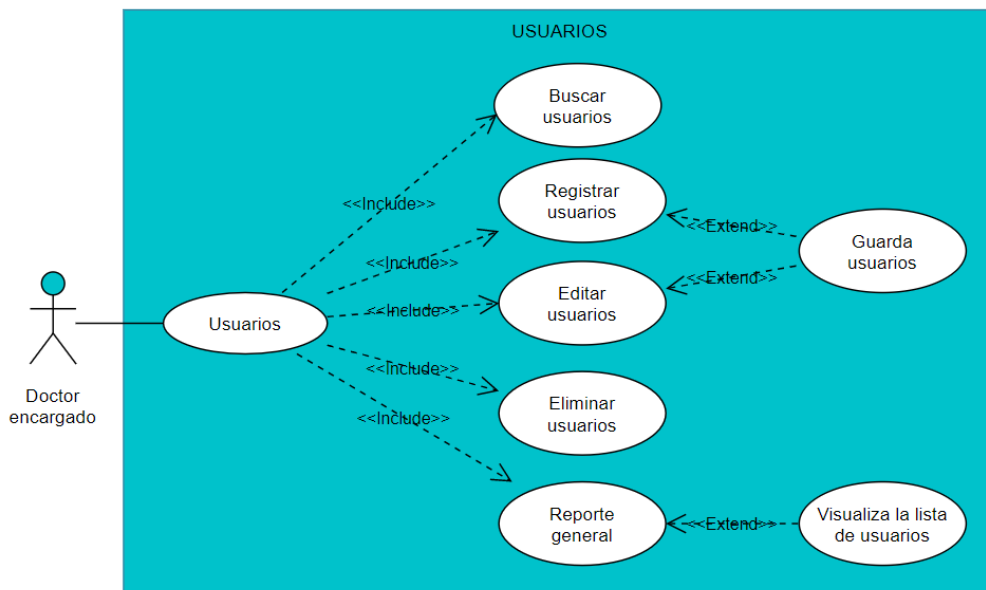 USUARIOS
Buscar
usuarios
<<Include>>
Registrar
usuarios
<<Extend>>
Guarda
usuarios
<<Include>>
<<Extend>>
Editar
usuarios
<<Include>>
Usuarios
<<Include>>
Doctor
encargado
Eliminar
usuarios
<<Include>>
Reporte
general
<<Extend>>
Visualiza la lista
de usuarios